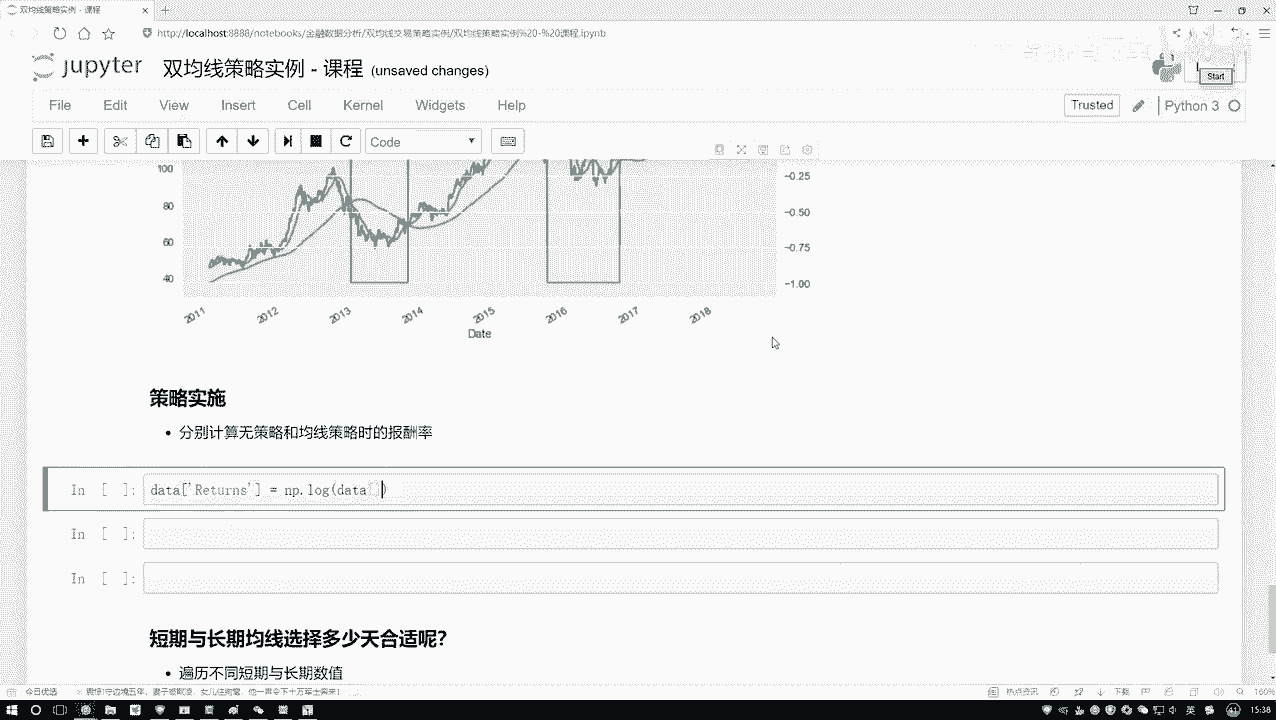 双均线策略实例 - 课程
http://localhost:8888/notebooks/金融数据分析/双均线交易策略实例/双均线策略实例%20-%20课程.ipynb
jupyter 双均线策略实例 - 课程 (unsaved changes)
Start
File Edit View Insert Cell Kernel Widgets Help
Trusted
Python 3
Code
100
80
60
40
-0.25
-0.50
-0.75
-1.00
2011 2012 2013 2014 2015 2016 2017 2018
Date
策略实施
• 分别计算无策略和均线策略时的报酬率
In [ ]: data['Returns'] = np.log(data[])
In [ ]:
In [ ]:
短期与长期均线选择多少天合适呢？
• 遍历不同短期与长期数值
今日优选
热点资讯
下载
160%
英
15:38